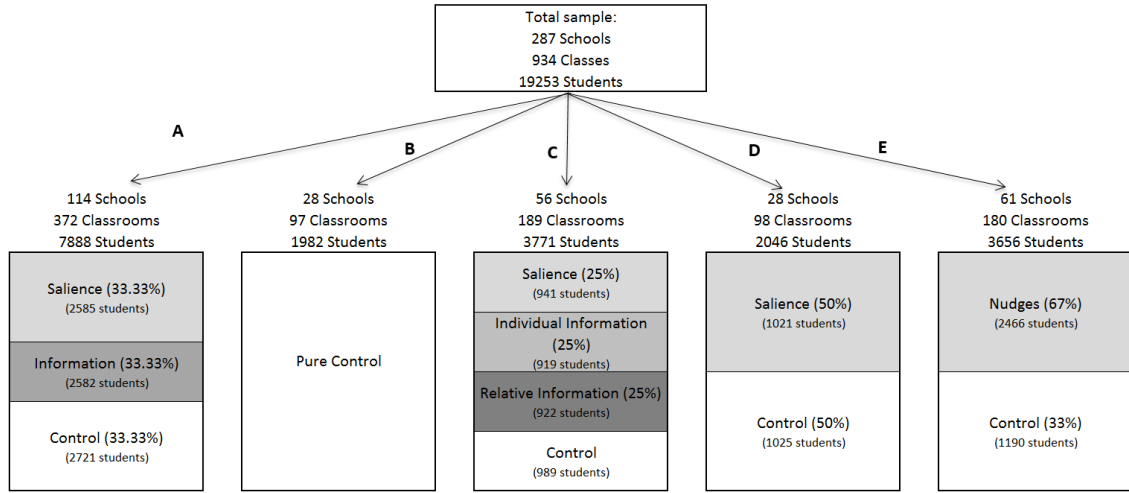 Total sample:
287 Schools
934 Classes
19253 Students
A
B
C
D
E
114 Schools
372 Classrooms
7888 Students
28 Schools
97 Classrooms
1982 Students
56 Schools
189 Classrooms
3771 Students
28 Schools
98 Classrooms
2046 Students
61 Schools
180 Classrooms
3656 Students
Salience (33.33%)
(2585 students)
Information (33.33%)
(2582 students)
Control (33.33%)
(2721 students)
Pure Control
Salience (25%)
(941 students)
Individual Information
(25%)
(919 students)
Relative Information (25%)
(922 students)
Control
(989 students)
Salience (50%)
(1021 students)
Control (50%)
(1025 students)
Nudges (67%)
(2466 students)
Control (33%)
(1190 students)